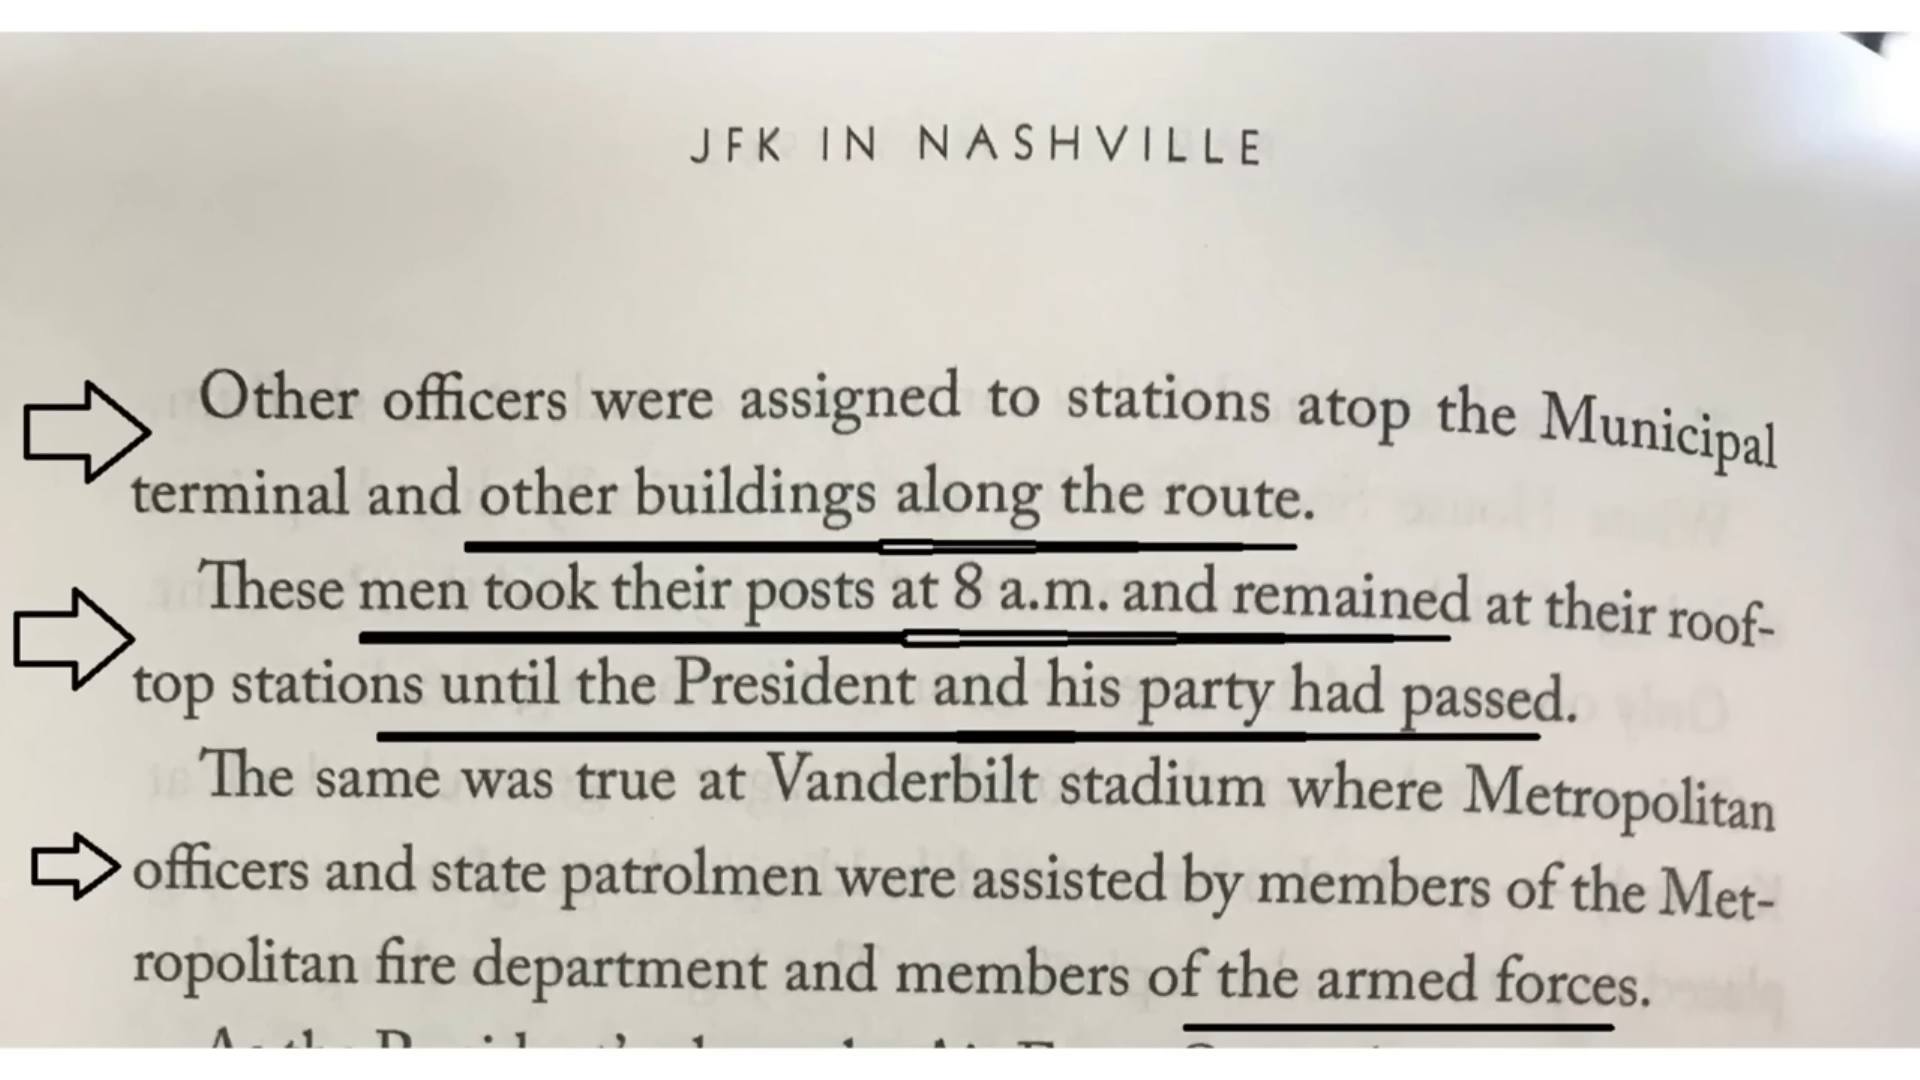 JFK IN NASHVILLE
Other officers were assigned to stations atop the Municipal
terminal and other buildings along the route.
These men took their posts at 8 a.m. and remained at their roof-
top stations until the President and his party had passed.
The same was true at Vanderbilt stadium where Metropolitan
officers and state patrolmen were assisted by members of the Met-
ropolitan fire department and members of the armed forces.